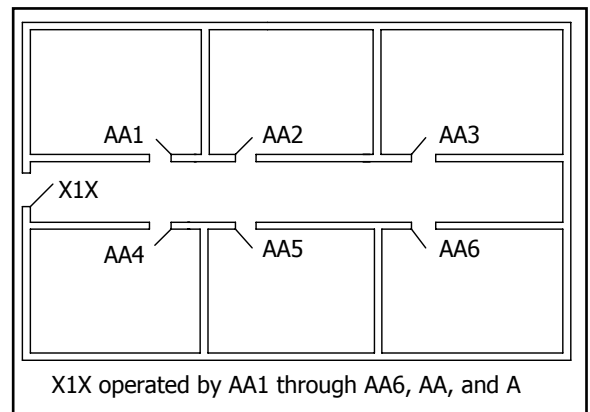 AA1 AA2 AA3
X1X
AA4 AA5 AA6
X1X operated by AA1 through AA6, AA, and A